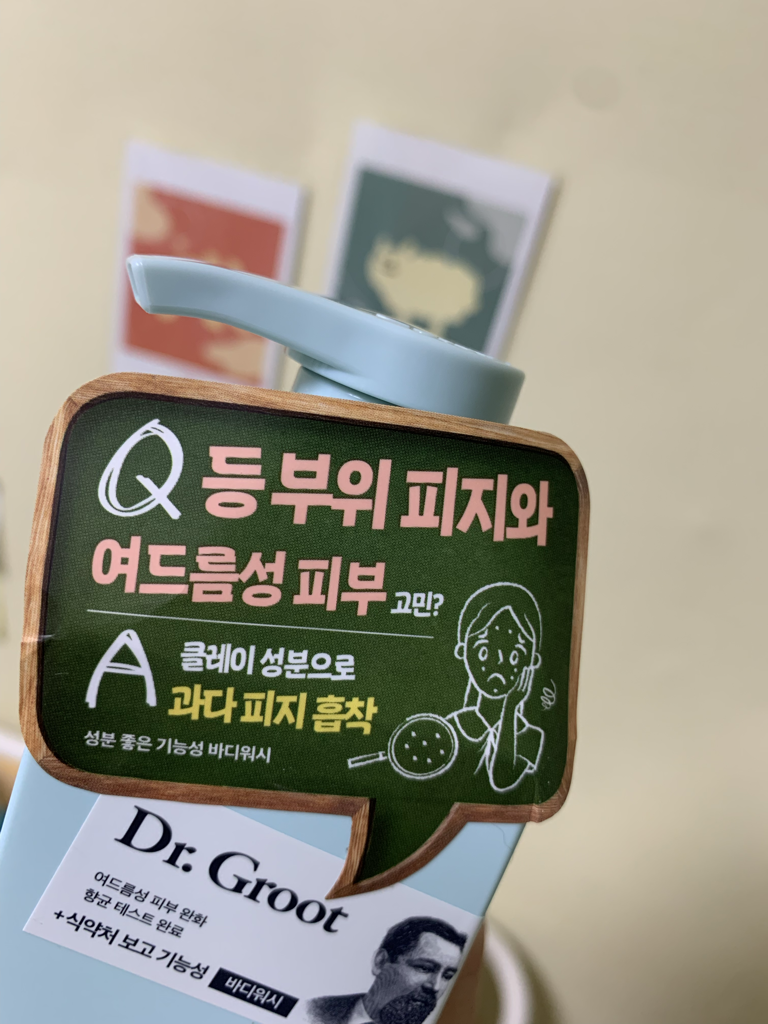 Q 등 부위 피지와
여드름성 피부 고민?
A 클레이 성분으로
과다 피지 흡착
성분 좋은 기능성 바디워시
Dr. Groot
여드름성 피부 완화
항균 테스트 완료
+식약처 보고 기능성 바디워시